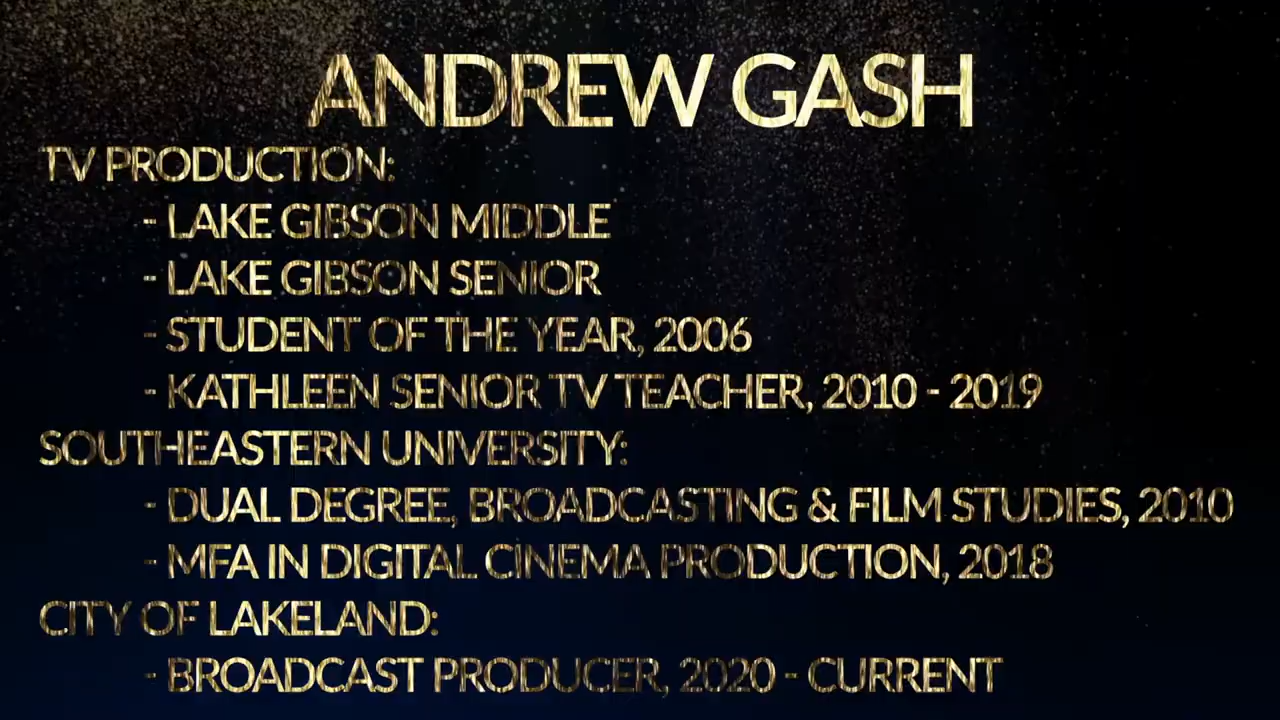 ANDREW GASH
TV PRODUCTION:
- LAKE GIBSON MIDDLE
- LAKE GIBSON SENIOR
- STUDENT OF THE YEAR, 2006
- KATHLEEN SENIOR TV TEACHER, 2010 - 2019
SOUTHEASTERN UNIVERSITY:
- DUAL DEGREE, BROADCASTING & FILM STUDIES, 2010
- MFA IN DIGITAL CINEMA PRODUCTION, 2018
CITY OF LAKELAND:
- BROADCAST PRODUCER, 2020 - CURRENT